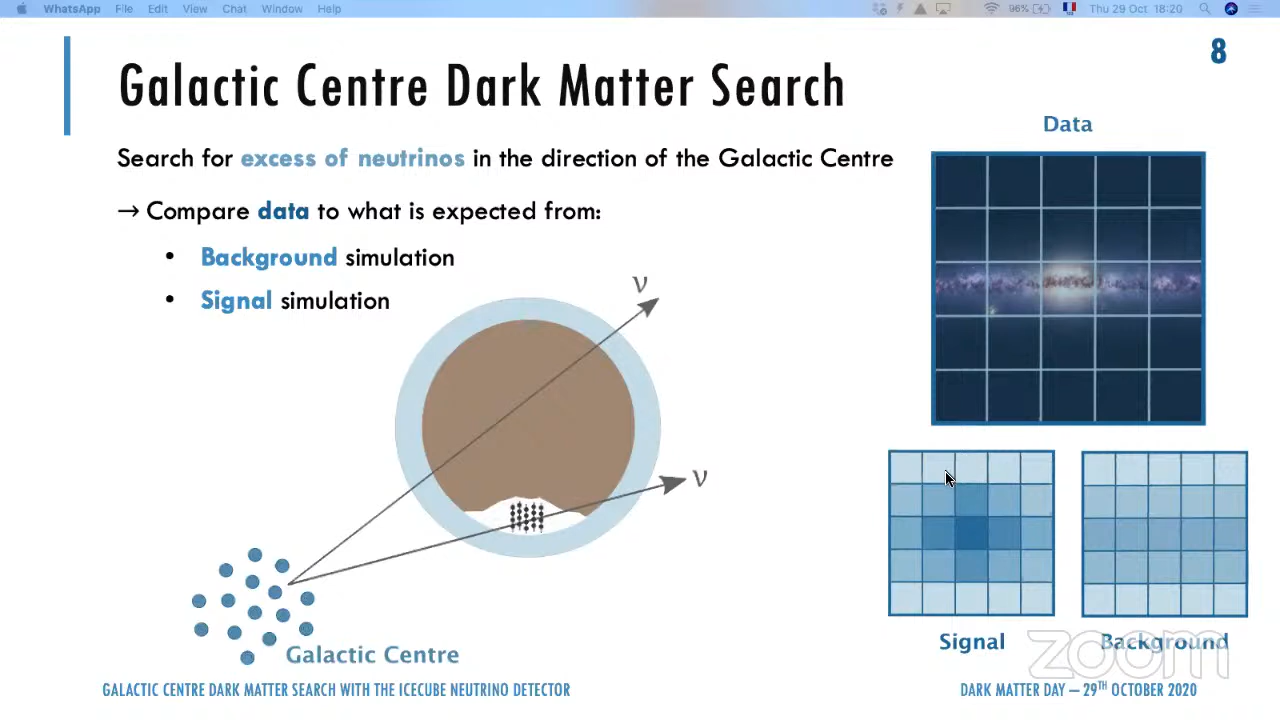 WhatsApp File Edit View Chat Window Help 96% Thu 29 Oct 18:20
8
Galactic Centre Dark Matter Search
Data
Search for excess of neutrinos in the direction of the Galactic Centre
→ Compare data to what is expected from:
• Background simulation
• Signal simulation
ν
ν
Galactic Centre
Signal
Background
zoom
GALACTIC CENTRE DARK MATTER SEARCH WITH THE ICECUBE NEUTRINO DETECTOR
DARK MATTER DAY – 29TH OCTOBER 2020